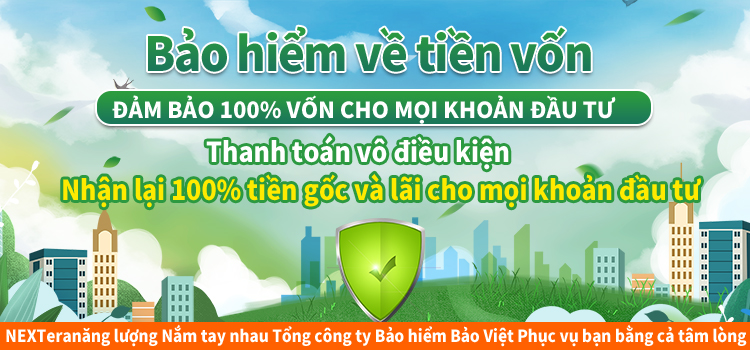 Bảo hiểm về tiền vốn
ĐẢM BẢO 100% VỐN CHO MỌI KHOẢN ĐẦU TƯ
Thanh toán vô điều kiện
Nhận lại 100% tiền gốc và lãi cho mọi khoản đầu tư
NEXTeranăng lượng Nắm tay nhau Tổng công ty Bảo hiểm Bảo Việt Phục vụ bạn bằng cả tâm lòng